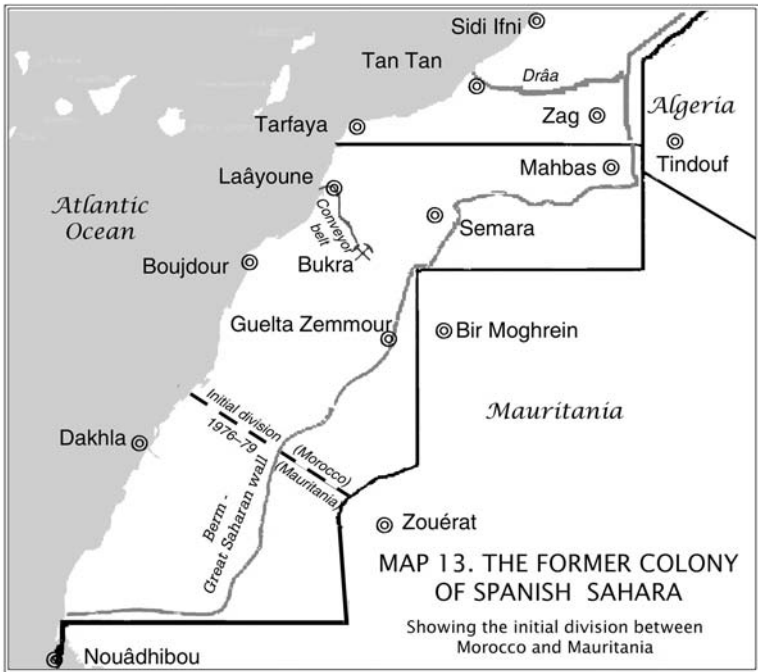 Sidi Ifni
Tan Tan
Drâa
Algeria
Zag
Tarfaya
Mahbas
Tindouf
Laâyoune
Atlantic
Ocean
Conveyor
belt
Semara
Boujdour
Bukra
Guelta Zemmour
Bir Moghrein
Mauritania
Initial division
1976–79
(Morocco)
(Mauritania)
Dakhla
Berm -
Great Saharan wall
Zouérat
MAP 13. THE FORMER COLONY
OF SPANISH SAHARA
Showing the initial division between
Morocco and Mauritania
Nouâdhibou